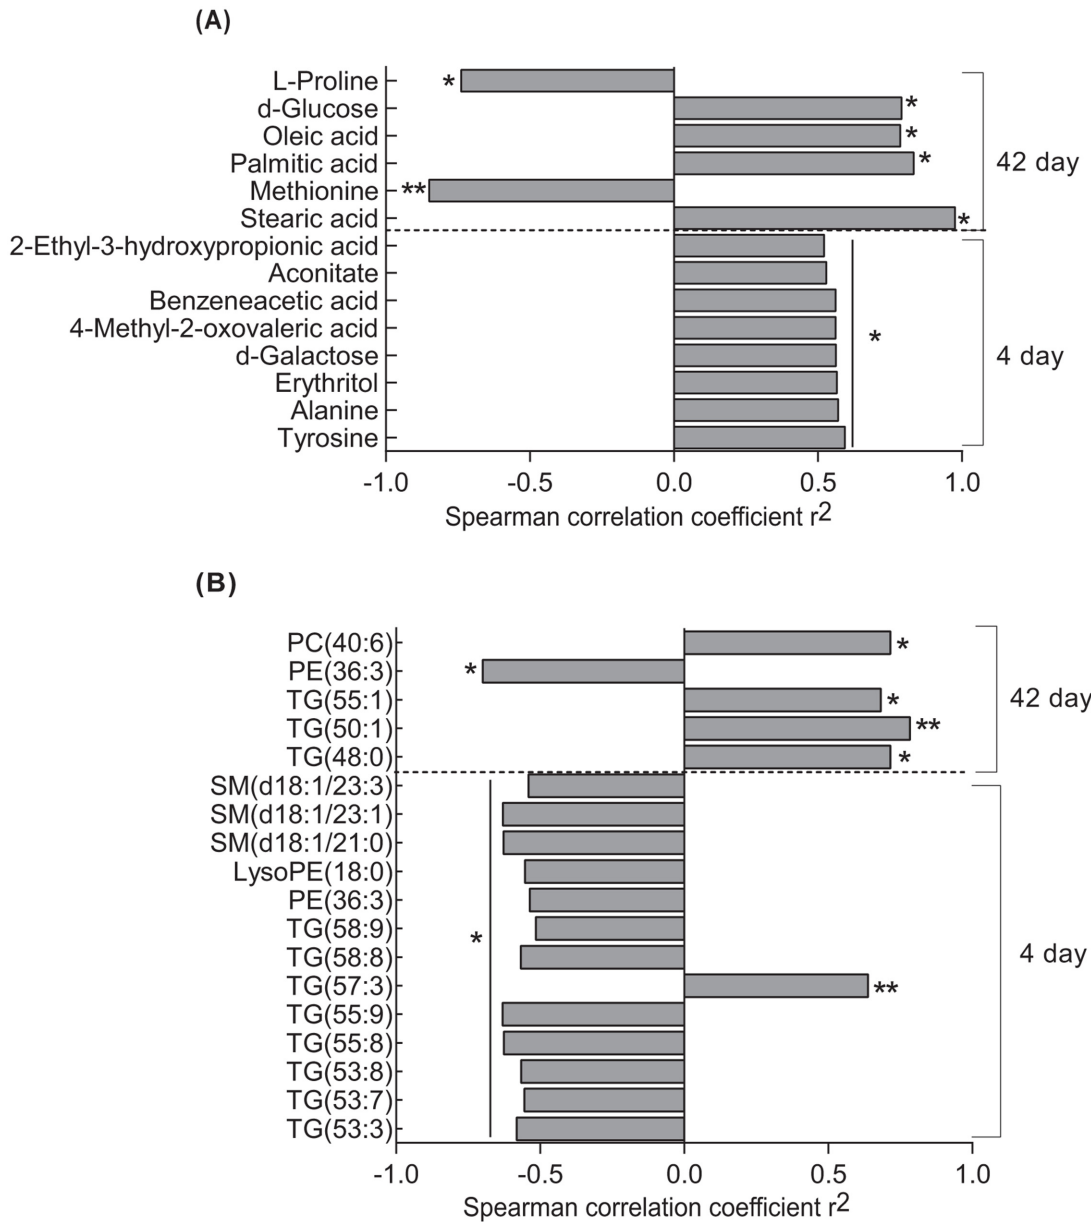 (A)
L-Proline *
d-Glucose *
Oleic acid *
Palmitic acid *
42 day
Methionine **
Stearic acid *
2-Ethyl-3-hydroxypropionic acid
Aconitate
Benzeneacetic acid
4-Methyl-2-oxovaleric acid
*
d-Galactose
4 day
Erythritol
Alanine
Tyrosine
-1.0 -0.5 0.0 0.5 1.0
Spearman correlation coefficient r2
(B)
PC(40:6) *
PE(36:3) *
TG(55:1) *
42 day
TG(50:1) **
TG(48:0) *
SM(d18:1/23:3)
SM(d18:1/23:1)
SM(d18:1/21:0)
LysoPE(18:0)
PE(36:3)
TG(58:9)
*
TG(58:8)
4 day
TG(57:3) **
TG(55:9)
TG(55:8)
TG(53:8)
TG(53:7)
TG(53:3)
-1.0 -0.5 0.0 0.5 1.0
Spearman correlation coefficient r2